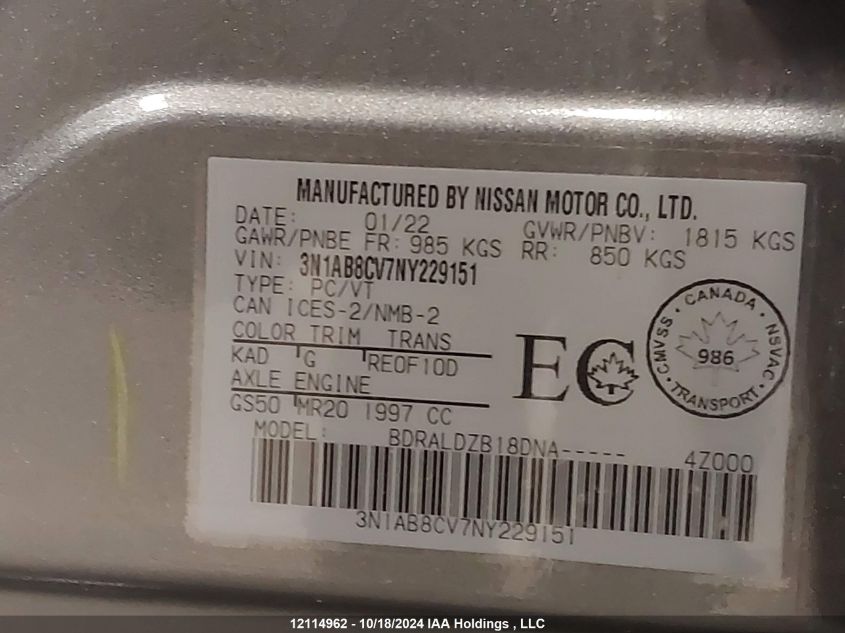 MANUFACTURED BY NISSAN MOTOR CO., LTD.
DATE: 01/22 GVWR/PNBV: 1815 KGS
GAWR/PNBE FR: 985 KGS RR: 850 KGS
VIN: 3N1AB8CV7NY229151
TYPE: PC/VT
CAN ICES-2/NMB-2
COLOR TRIM TRANS
KAD G RE0F10D
AXLE ENGINE
GS50 MR20 1997 CC
EC
CANADA
CMVSS 986 NSVAC
TRANSPORT
MODEL: BDRALDZB18DNA----- 4Z000
3N1AB8CV7NY229151
12114962 - 10/18/2024 IAA Holdings , LLC